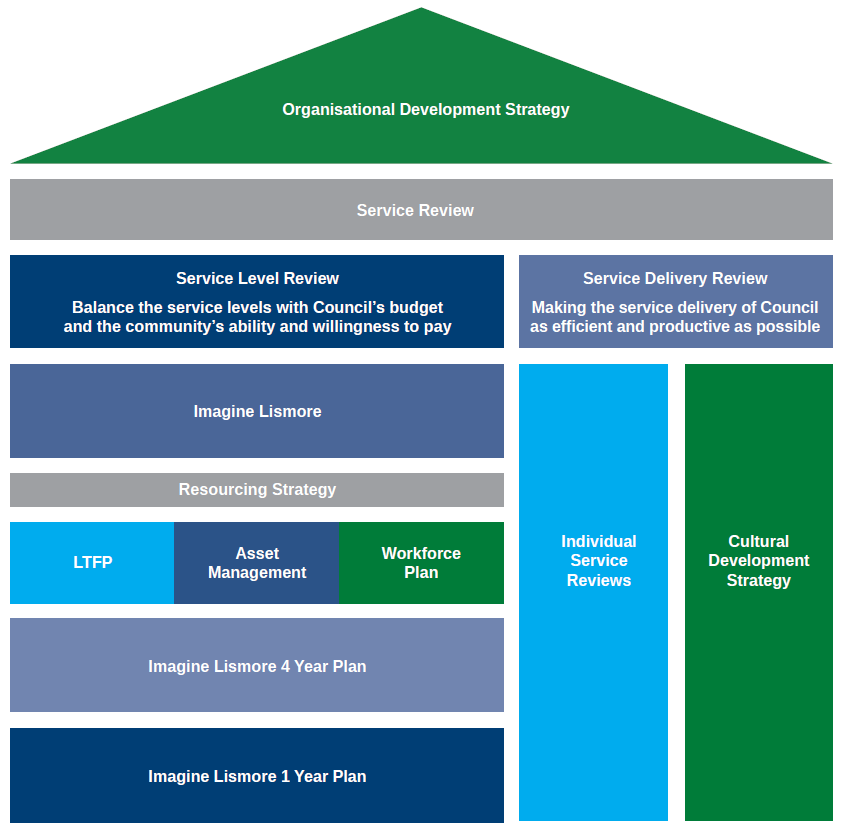 Organisational Development Strategy
Service Review
Service Level Review
Balance the service levels with Council’s budget
and the community’s ability and willingness to pay
Service Delivery Review
Making the service delivery of Council
as efficient and productive as possible
Imagine Lismore
Resourcing Strategy
LTFP
Asset
Management
Workforce
Plan
Imagine Lismore 4 Year Plan
Imagine Lismore 1 Year Plan
Individual
Service
Reviews
Cultural
Development
Strategy